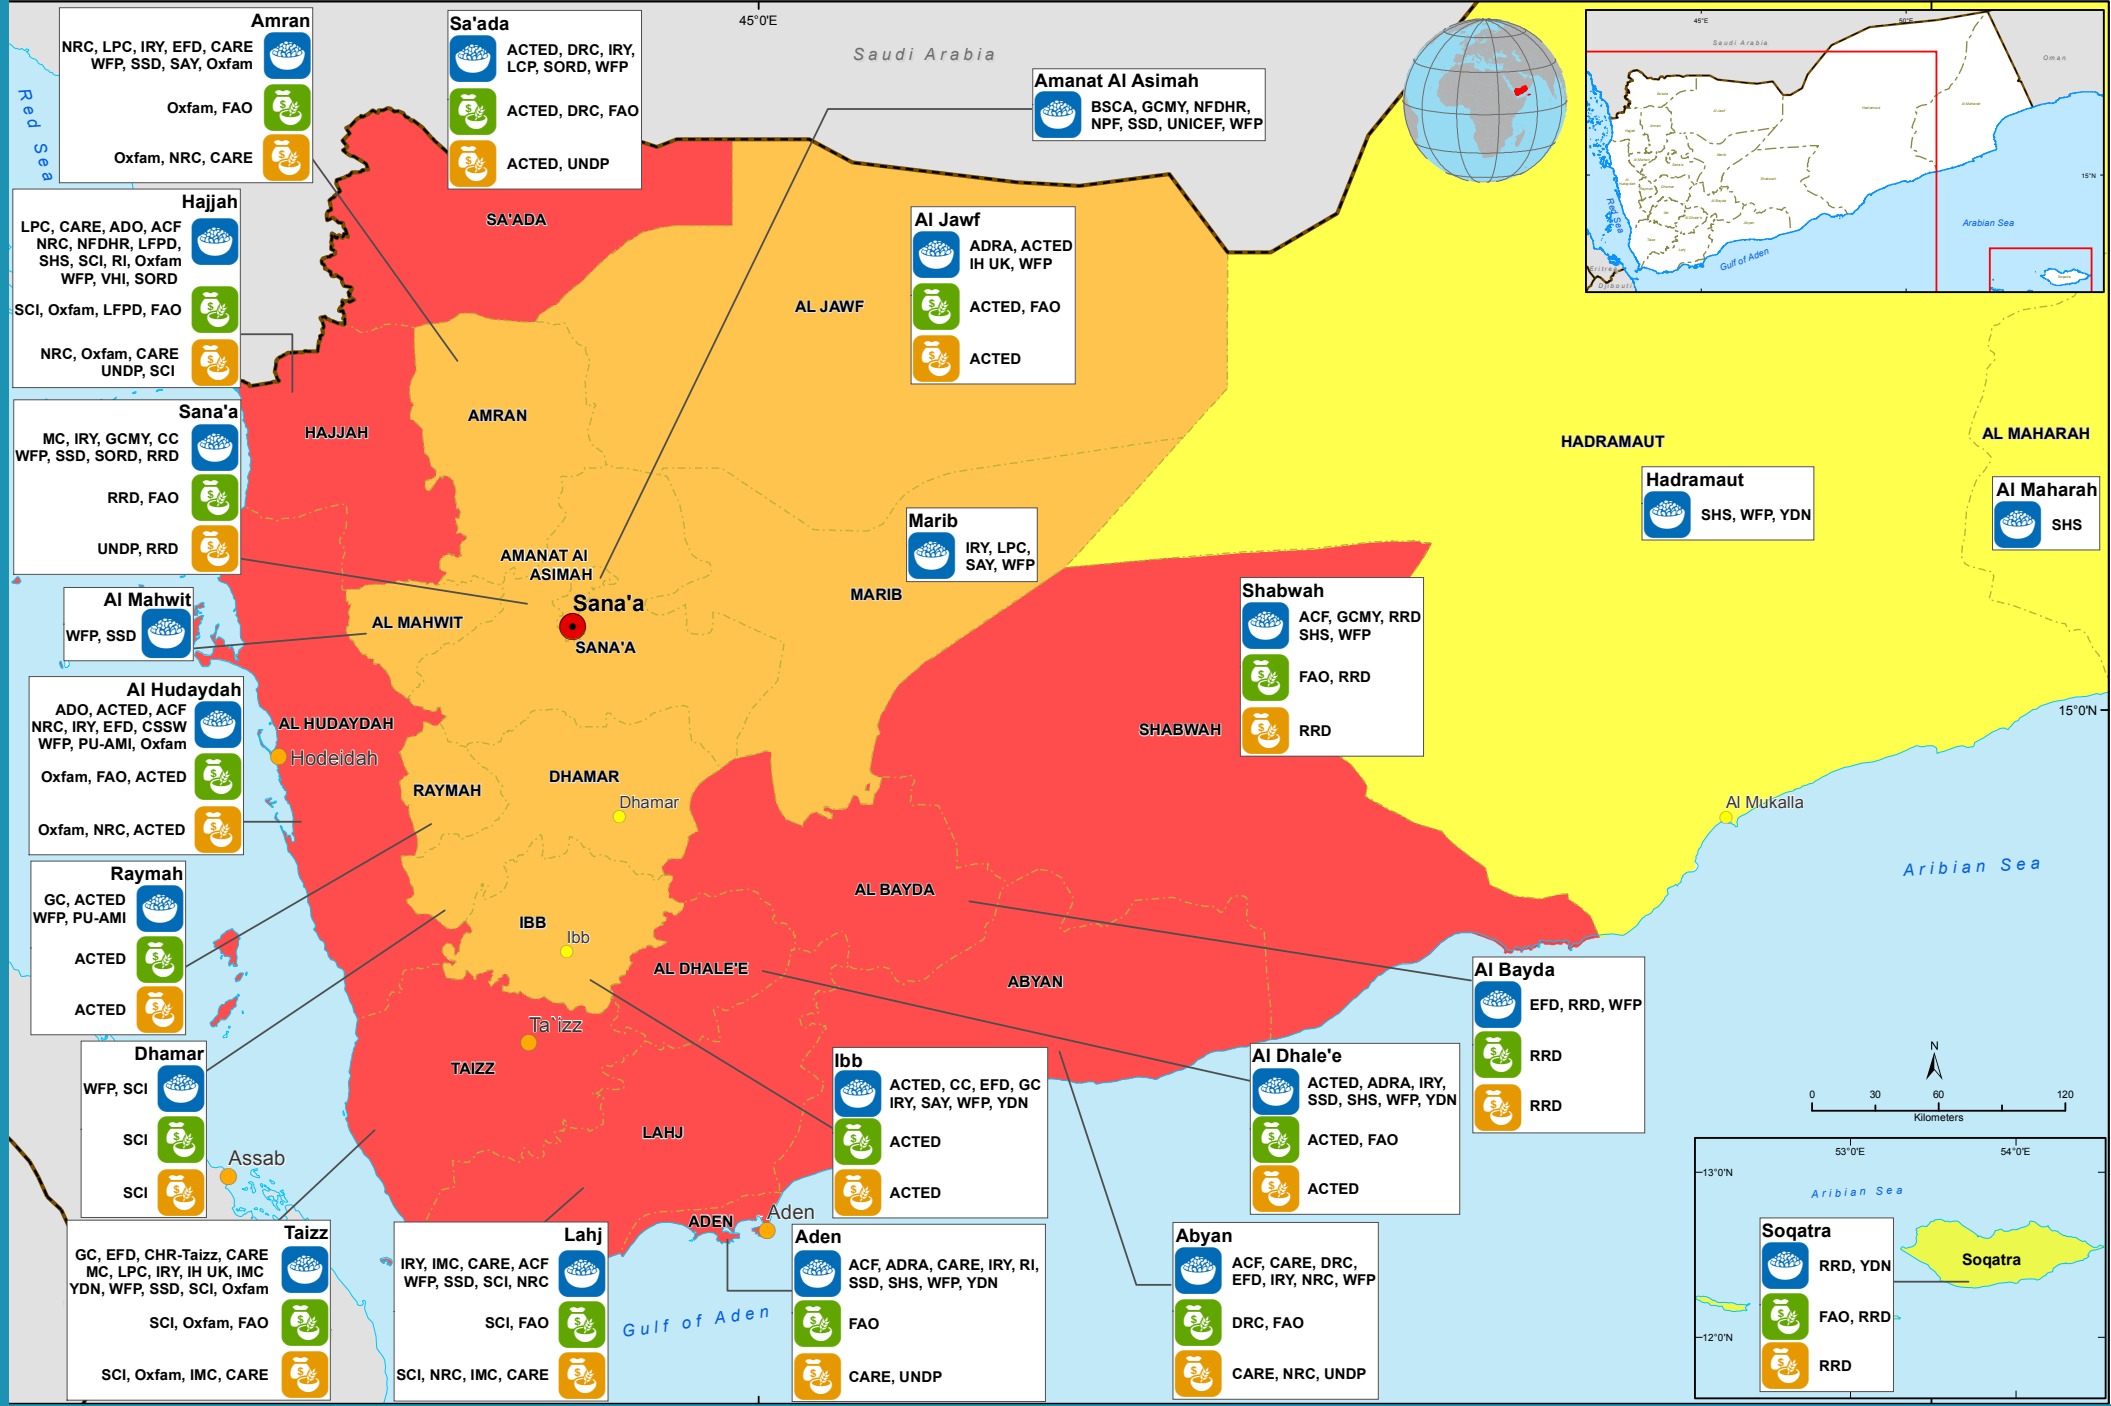 45°0'E
Saudi Arabia
Red Sea
Amran
NRC, LPC, IRY, EFD, CARE
WFP, SSD, SAY, Oxfam
Oxfam, FAO
Oxfam, NRC, CARE
Sa'ada
ACTED, DRC, IRY,
LCP, SORD, WFP
ACTED, DRC, FAO
ACTED, UNDP
Amanat Al Asimah
BSCA, GCMY, NFDHR,
NPF, SSD, UNICEF, WFP
45°E
50°E
Saudi Arabia
Oman
15°N
Red Sea
Arabian Sea
Gulf of Aden
Eritrea
Djibouti
Hajjah
LPC, CARE, ADO, ACF
NRC, NFDHR, LFPD,
SHS, SCI, RI, Oxfam
WFP, VHI, SORD
SCI, Oxfam, LFPD, FAO
NRC, Oxfam, CARE
UNDP, SCI
SA'ADA
Al Jawf
ADRA, ACTED
IH UK, WFP
ACTED, FAO
ACTED
AL JAWF
Sana'a
MC, IRY, GCMY, CC
WFP, SSD, SORD, RRD
RRD, FAO
UNDP, RRD
HAJJAH
AMRAN
HADRAMAUT
AL MAHARAH
Hadramaut
SHS, WFP, YDN
Al Maharah
SHS
Marib
IRY, LPC,
SAY, WFP
AMANAT Al
ASIMAH
Sana'a
SANA'A
MARIB
Al Mahwit
WFP, SSD
AL MAHWIT
Shabwah
ACF, GCMY, RRD
SHS, WFP
FAO, RRD
RRD
SHABWAH
15°0'N
Al Hudaydah
ADO, ACTED, ACF
NRC, IRY, EFD, CSSW
WFP, PU-AMI, Oxfam
Oxfam, FAO, ACTED
Oxfam, NRC, ACTED
AL HUDAYDAH
Hodeidah
RAYMAH
DHAMAR
Dhamar
Al Mukalla
Aribian Sea
Raymah
GC, ACTED
WFP, PU-AMI
ACTED
ACTED
IBB
Ibb
AL BAYDA
AL DHALE'E
ABYAN
Al Bayda
EFD, RRD, WFP
RRD
RRD
Dhamar
WFP, SCI
SCI
SCI
Ta`izz
TAIZZ
Ibb
ACTED, CC, EFD, GC
IRY, SAY, WFP, YDN
ACTED
ACTED
Al Dhale'e
ACTED, ADRA, IRY,
SSD, SHS, WFP, YDN
ACTED, FAO
ACTED
N
0 30 60 120
Kilometers
LAHJ
Assab
ADEN
Aden
Taizz
GC, EFD, CHR-Taizz, CARE
MC, LPC, IRY, IH UK, IMC
YDN, WFP, SSD, SCI, Oxfam
SCI, Oxfam, FAO
SCI, Oxfam, IMC, CARE
Lahj
IRY, IMC, CARE, ACF
WFP, SSD, SCI, NRC
SCI, FAO
SCI, NRC, IMC, CARE
Gulf of Aden
Aden
ACF, ADRA, CARE, IRY, RI,
SSD, SHS, WFP, YDN
FAO
CARE, UNDP
Abyan
ACF, CARE, DRC,
EFD, IRY, NRC, WFP
DRC, FAO
CARE, NRC, UNDP
53°0'E
54°0'E
13°0'N
Aribian Sea
Soqatra
RRD, YDN
FAO, RRD
RRD
Soqatra
12°0'N